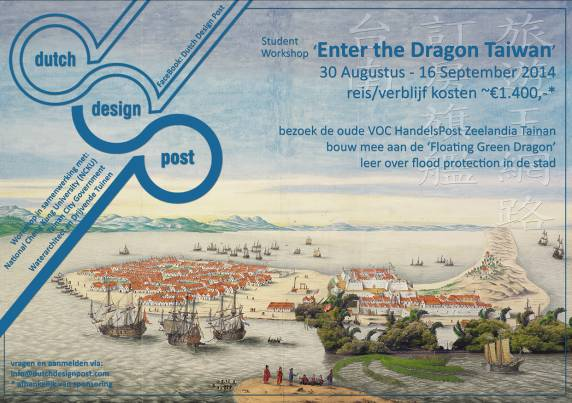 dutch
design
post
FaceBook: Dutch Design Post
Student
Workshop 'Enter the Dragon Taiwan'
30 Augustus - 16 September 2014
reis/verblijf kosten ~€1.400,-*
bezoek de oude VOC HandelsPost Zeelandia Tainan
bouw mee aan de 'Floating Green Dragon'
leer over flood protection in de stad
Workshop in samenwerking met:
National Cheng Kung University (NCKU)
Tainan City Government
Waterarchitect en Drijvende Tuinen
vragen en aanmelden via:
info@dutchdesignpost.com
* afhankelijk van sponsoring